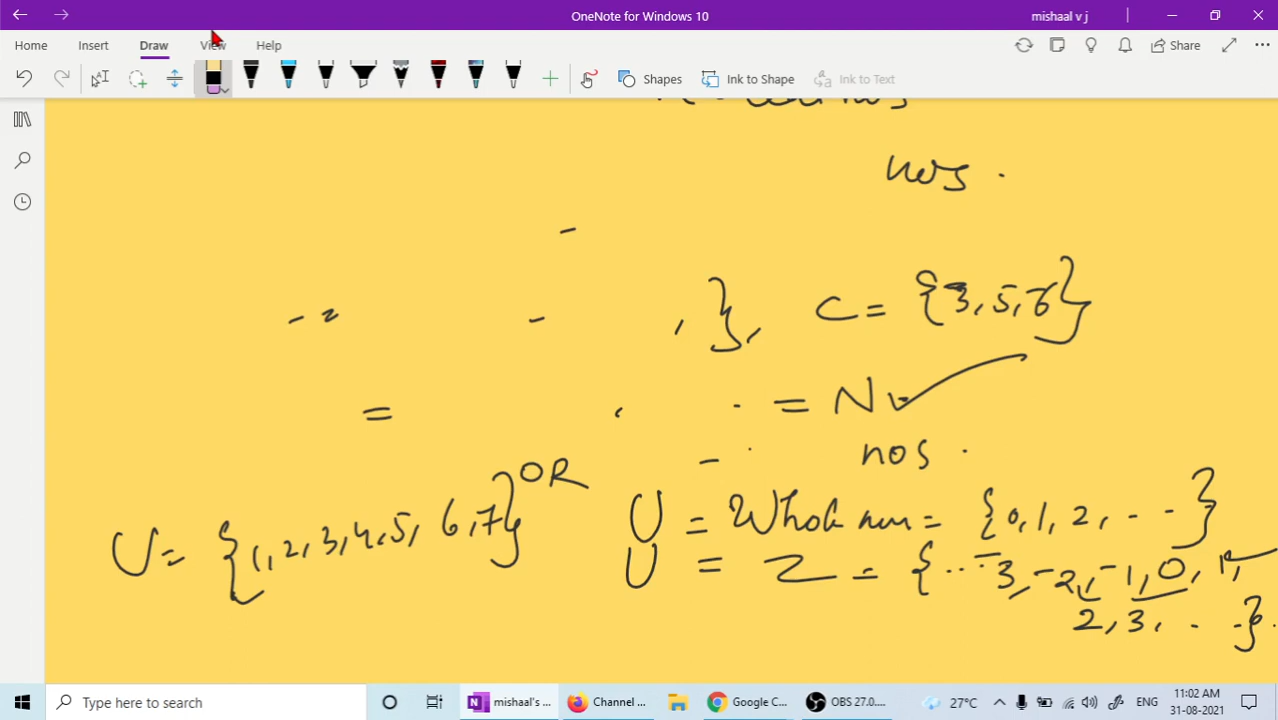 OneNote for Windows 10
mishaal v j
Home Insert Draw View Help
Share
Shapes Ink to Shape Ink to Text
nos.
}, C = {3, 5, 6}
= = N
nos.
U = {1, 2, 3, 4, 5, 6, 7} OR
U = Whole num = {0, 1, 2, ...}
U = Z = {... -3, -2, -1, 0, 1,
2, 3, ...}
Type here to search
mishaal's ...
Channel ...
Google C...
OBS 27.0...
27°C
ENG
11:02 AM
31-08-2021